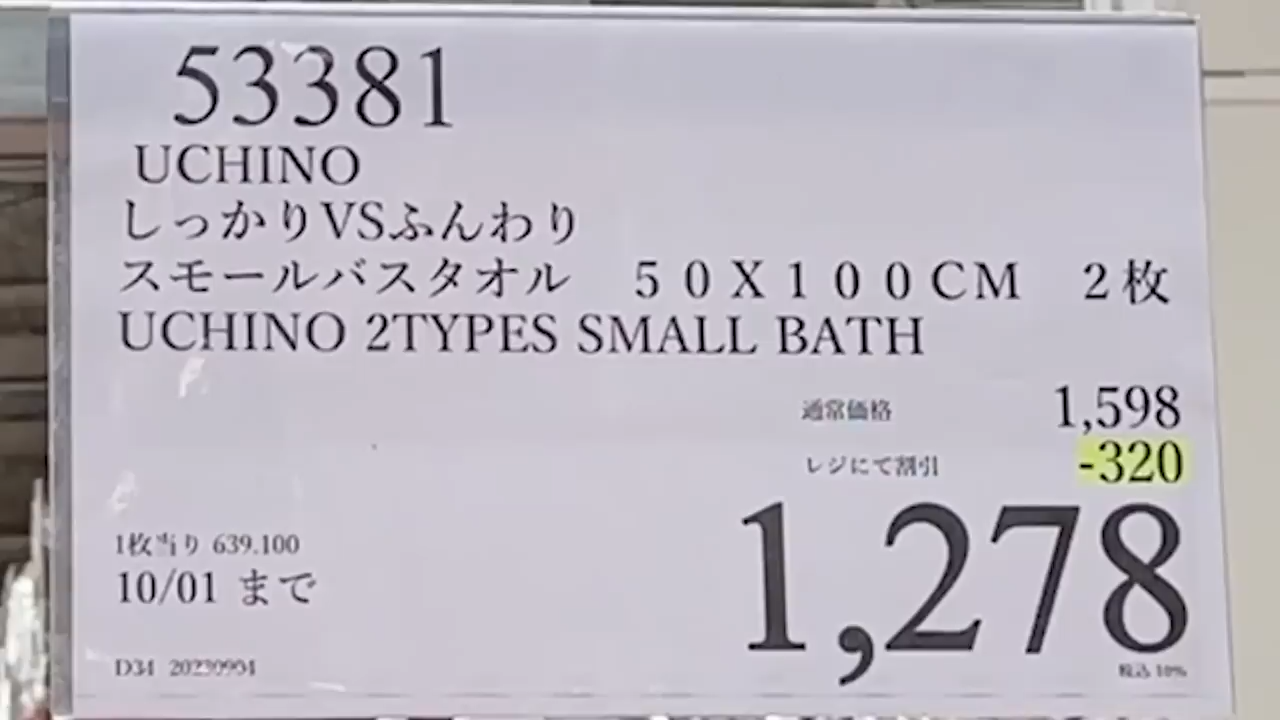 53381
UCHINO
しっかりVSふんわり
スモールバスタオル　５０X１００CM　２枚
UCHINO 2TYPES SMALL BATH
通常価格 1,598
レジにて割引 -320
1,278
1枚当り 639.100
10/01 まで
税込 10%
D34 20230904